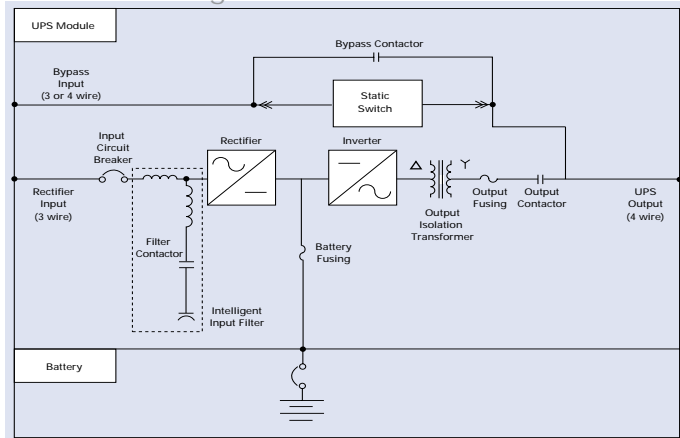 UPS Module
Bypass Contactor
Bypass
Input
(3 or 4 wire)
Static
Switch
Input
Circuit
Breaker
Rectifier
Inverter
Rectifier
Input
(3 wire)
Output
Isolation
Transformer
Output
Fusing
Output
Contactor
UPS
Output
(4 wire)
Filter
Contactor
Battery
Fusing
Intelligent
Input Filter
Battery